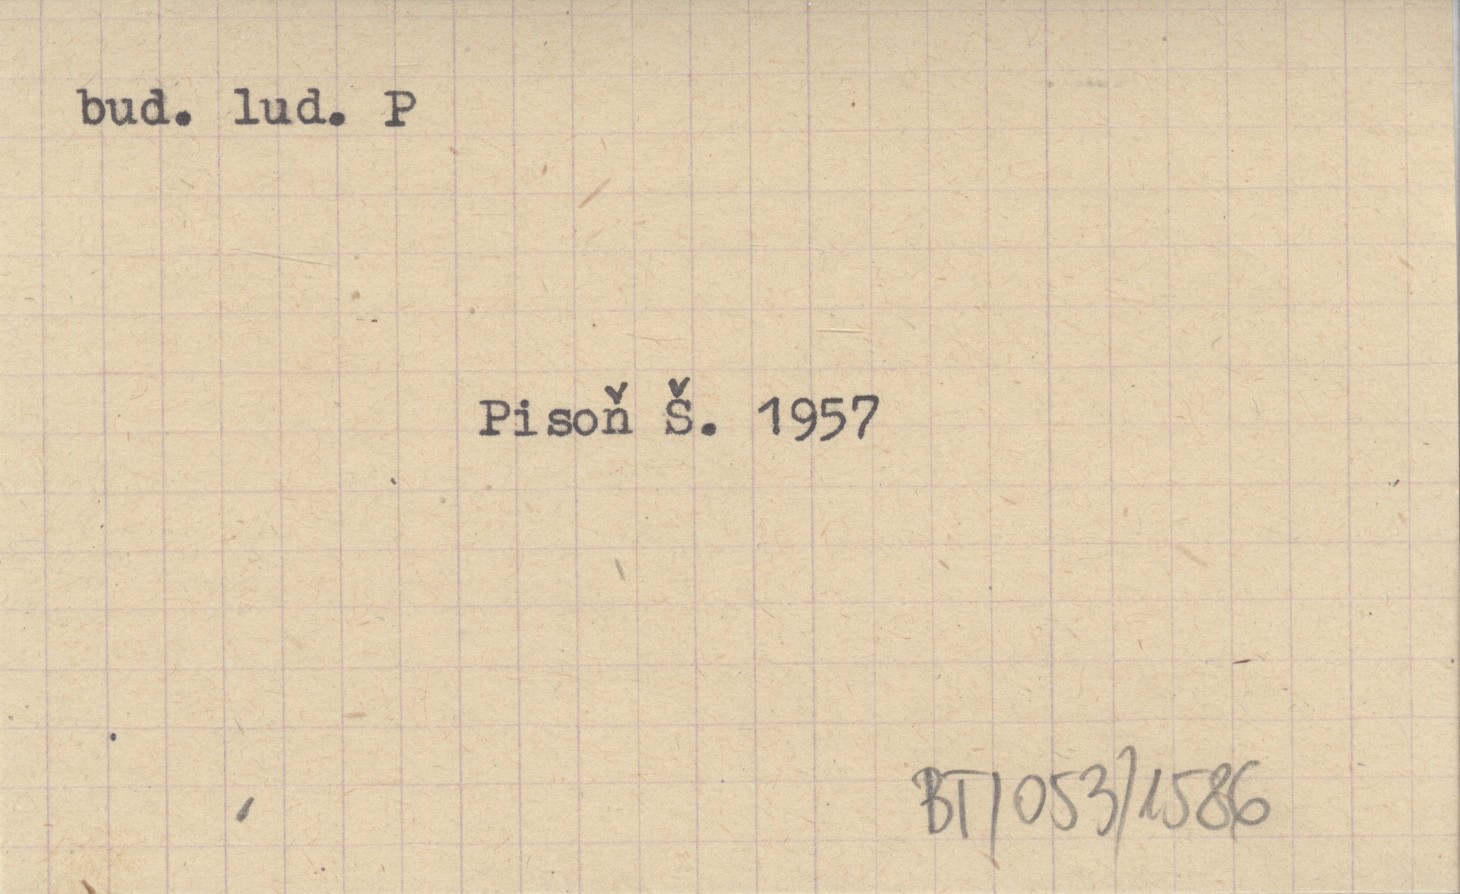 bud. lud. P
Pisoň Š. 1957
BT/053/1586